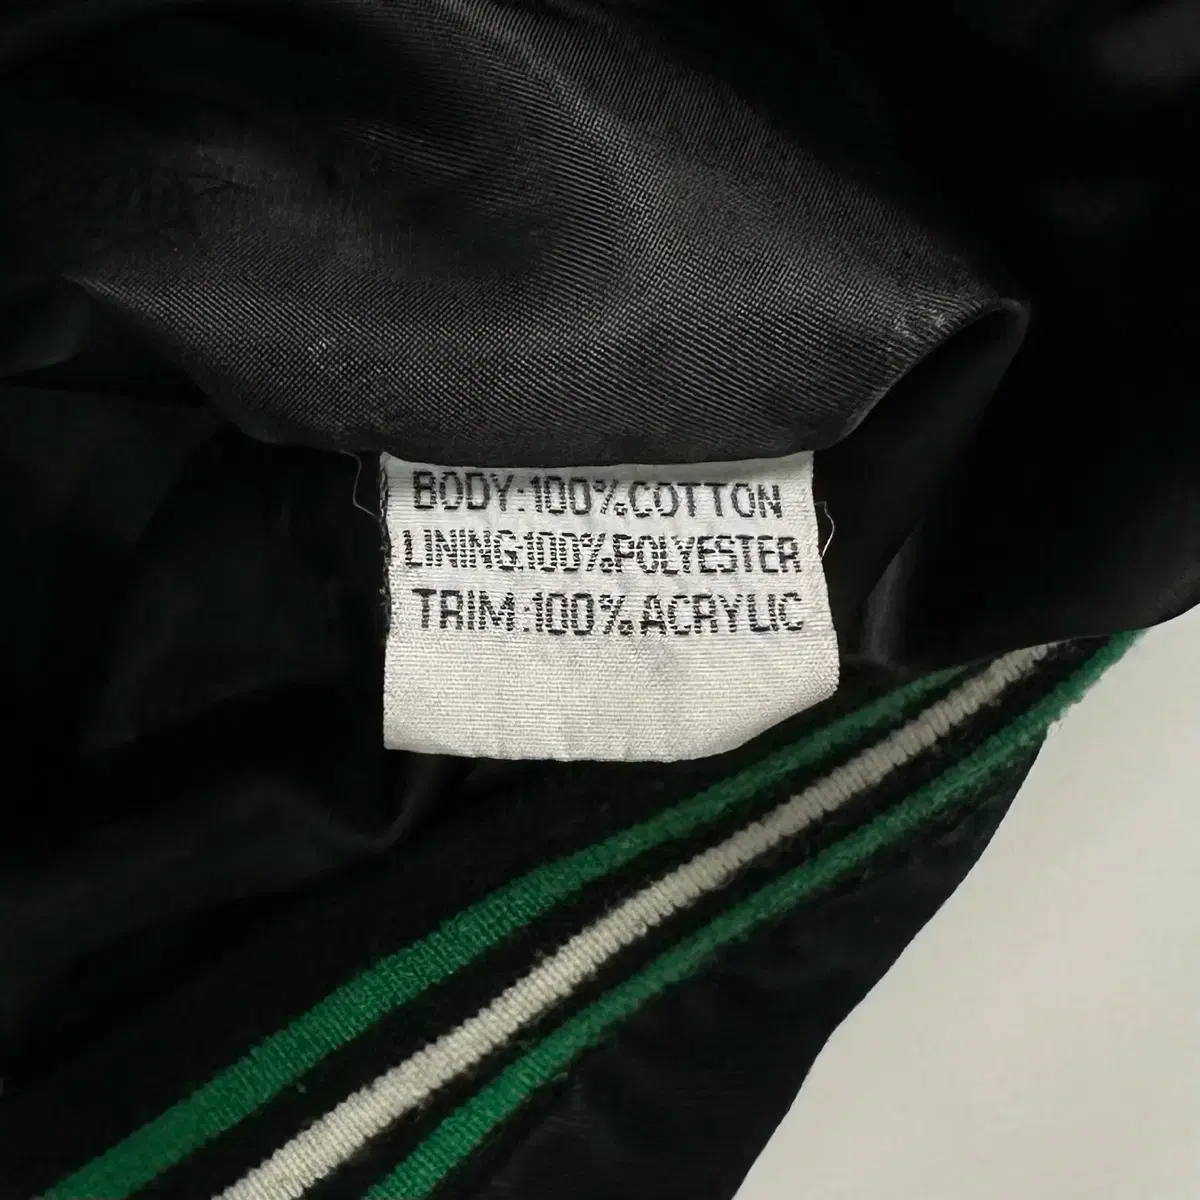 BODY:100%COTTON
LINING:100%POLYESTER
TRIM:100%ACRYLIC